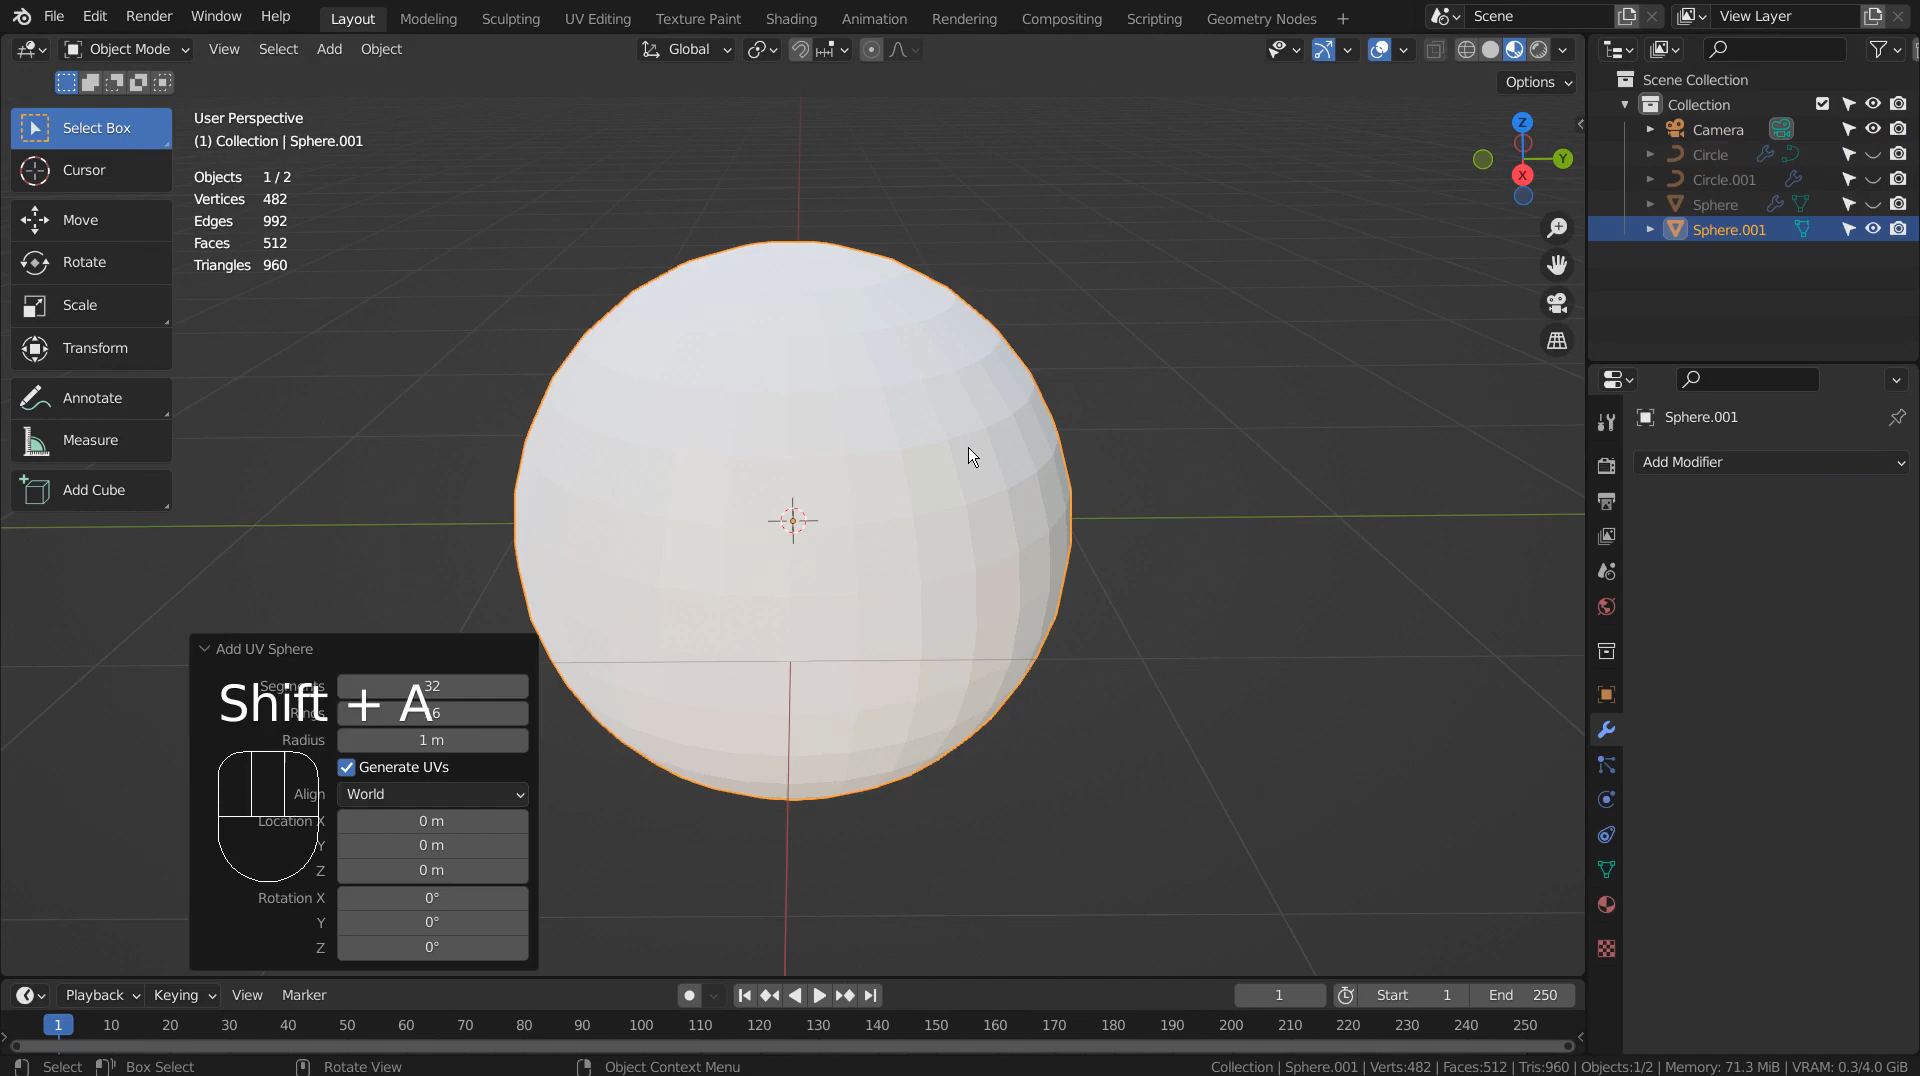 File Edit Render Window Help Layout Modeling Sculpting UV Editing Texture Paint Shading Animation Rendering Compositing Scripting Geometry Nodes + Scene View Layer
Object Mode View Select Add Object Global
Options
Select Box
Cursor
Move
Rotate
Scale
Transform
Annotate
Measure
Add Cube
User Perspective
(1) Collection | Sphere.001
Objects 1 / 2
Vertices 482
Edges 992
Faces 512
Triangles 960
Z
Y
X
Add UV Sphere
Segments 32
Shift + A
Rings 6
Radius 1 m
Generate UVs
Align World
Location X 0 m
Y 0 m
Z 0 m
Rotation X 0°
Y 0°
Z 0°
Scene Collection
Collection
Camera
Circle
Circle.001
Sphere
Sphere.001
Sphere.001
Add Modifier
Playback Keying View Marker 1 Start 1 End 250
1 10 20 30 40 50 60 70 80 90 100 110 120 130 140 150 160 170 180 190 200 210 220 230 240 250
Select Box Select Rotate View Object Context Menu Collection | Sphere.001 | Verts:482 | Faces:512 | Tris:960 | Objects:1/2 | Memory: 71.3 MiB | VRAM: 0.3/4.0 GiB